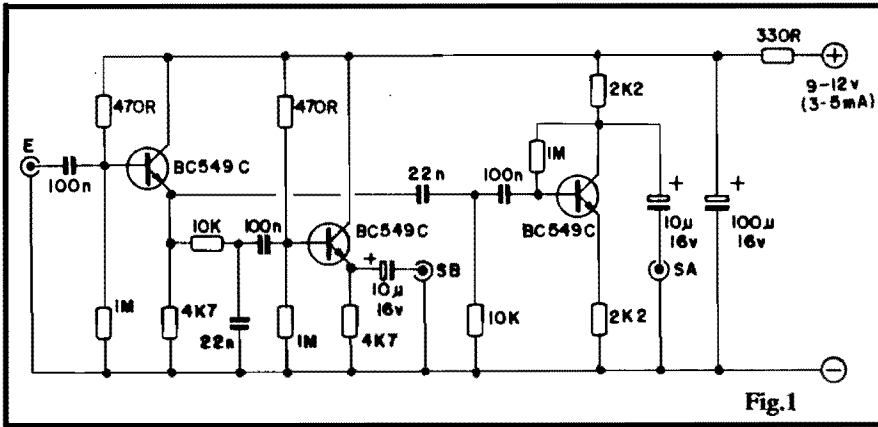 330R
9-12v
(3-5mA)
2K2
470R
470R
E
1M
BC549C
100n
22n
100n
BC549C
10µ
16v
100µ
16v
10K
100n
BC549C
SA
SB
10µ
16v
1M
4K7
22n
1M
4K7
10K
2K2
Fig.1